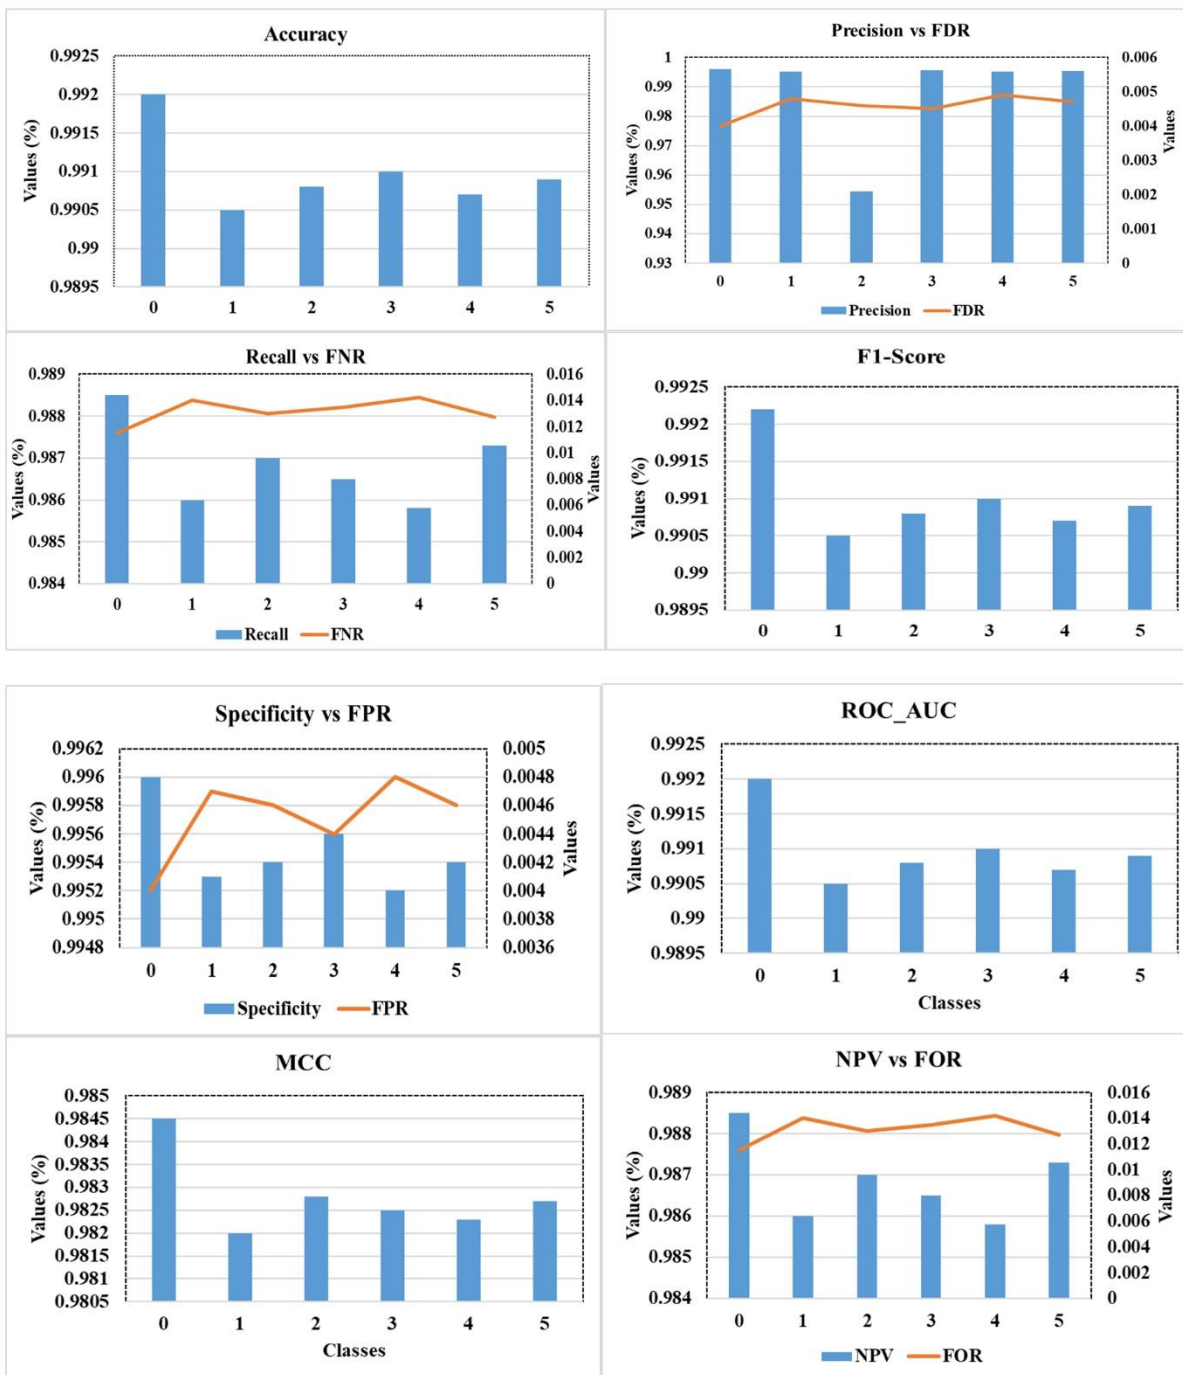 Accuracy
Values (%)
0.9925
0.992
0.9915
0.991
0.9905
0.99
0.9895
0 1 2 3 4 5
Precision vs FDR
Values (%)
1
0.99
0.98
0.97
0.96
0.95
0.94
0.93
0.006
0.005
0.004
0.003
0.002
0.001
0
Values
0 1 2 3 4 5
Precision FDR
Recall vs FNR
Values (%)
0.989
0.988
0.987
0.986
0.985
0.984
0.016
0.014
0.012
0.01
0.008
0.006
0.004
0.002
0
Values
0 1 2 3 4 5
Recall FNR
F1-Score
Values (%)
0.9925
0.992
0.9915
0.991
0.9905
0.99
0.9895
0 1 2 3 4 5
Specificity vs FPR
Values (%)
0.9962
0.996
0.9958
0.9956
0.9954
0.9952
0.995
0.9948
0.005
0.0048
0.0046
0.0044
0.0042
0.004
0.0038
0.0036
Values
0 1 2 3 4 5
Specificity FPR
ROC_AUC
Values (%)
0.9925
0.992
0.9915
0.991
0.9905
0.99
0.9895
0 1 2 3 4 5
Classes
MCC
Values (%)
0.985
0.9845
0.984
0.9835
0.983
0.9825
0.982
0.9815
0.981
0.9805
0 1 2 3 4 5
Classes
NPV vs FOR
Values (%)
0.989
0.988
0.987
0.986
0.985
0.984
0.016
0.014
0.012
0.01
0.008
0.006
0.004
0.002
0
Values
0 1 2 3 4 5
NPV FOR